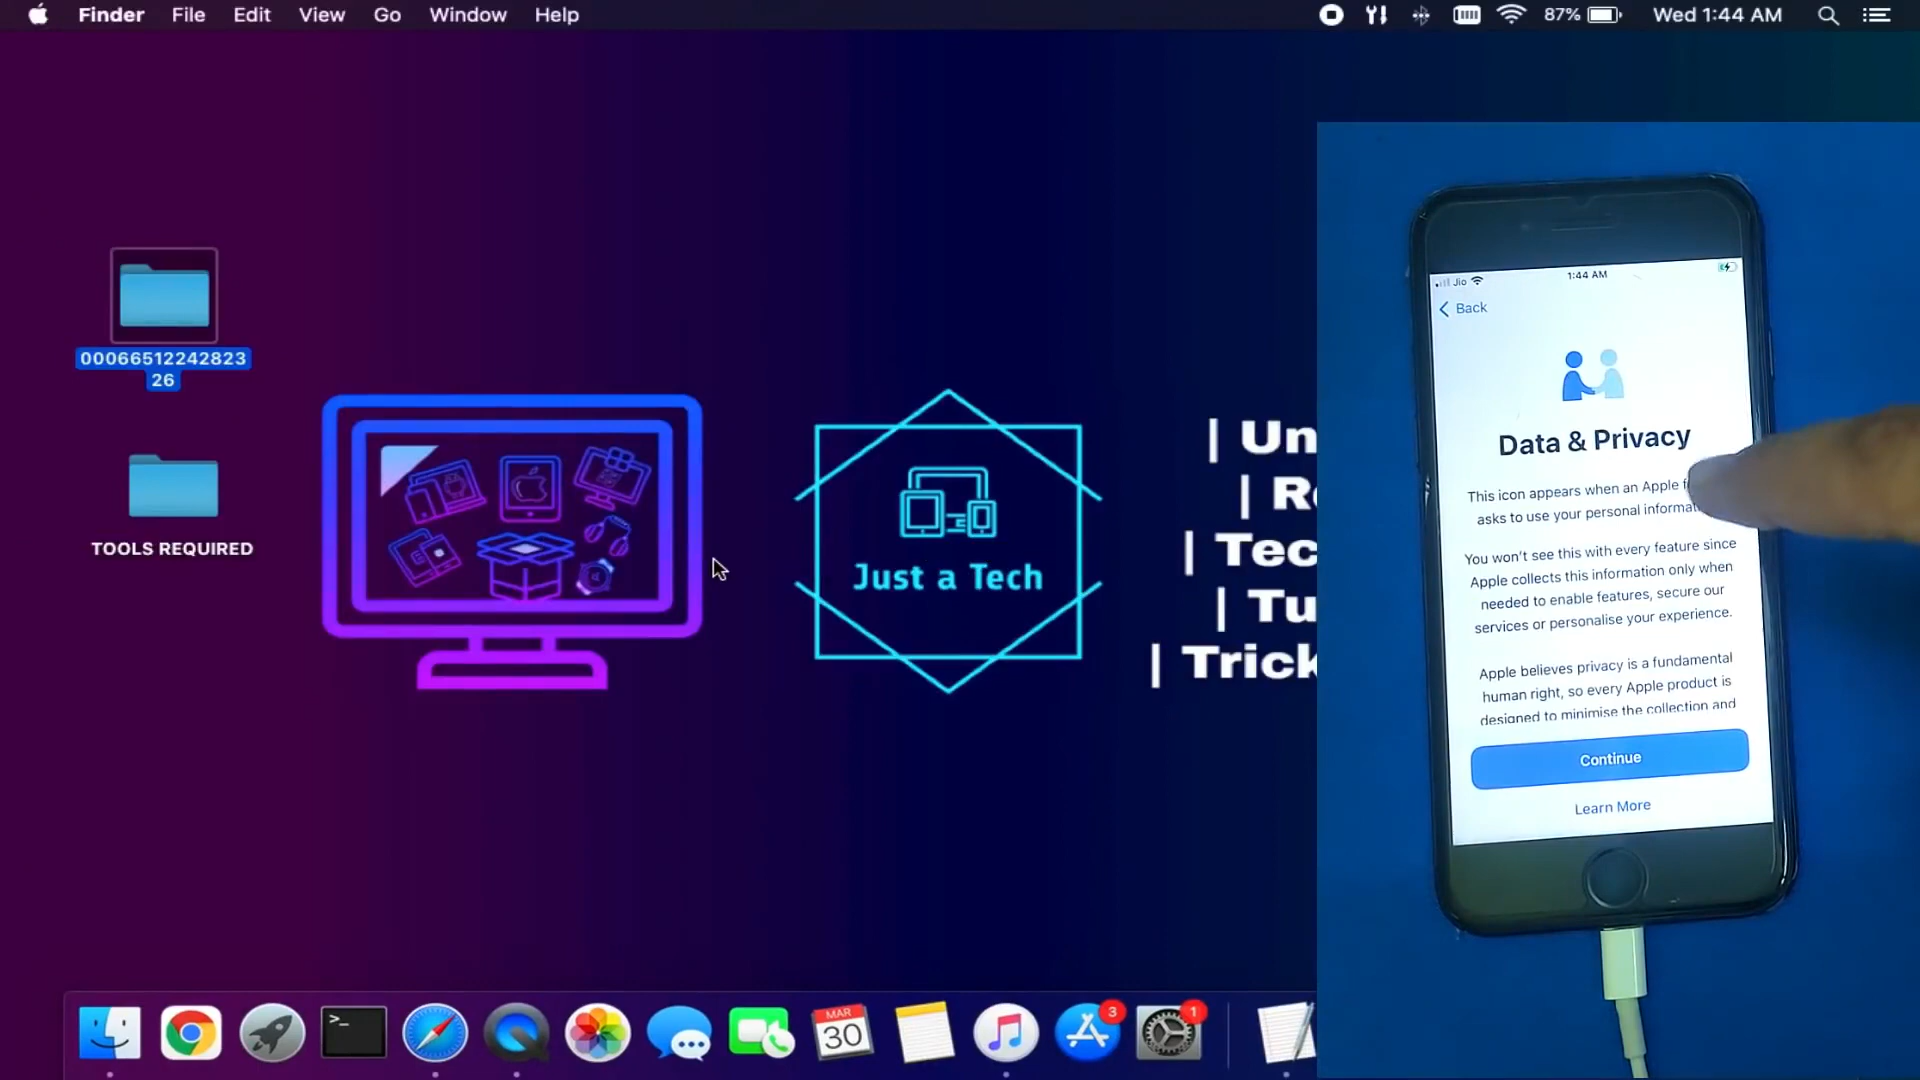 Finder File Edit View Go Window Help
87% Wed 1:44 AM
00066512242823
26
TOOLS REQUIRED
Just a Tech
| Un
| R
| Tec
| Tu
| Trick
Jio 1:44 AM
Back
Data & Privacy
This icon appears when an Apple
asks to use your personal
You won't see this with every feature since
Apple collects this information only when
needed to enable features, secure our
services or personalise your experience.
Apple believes privacy is a fundamental
human right, so every Apple product is
designed to minimise the collection and
Continue
Learn More
>_
MAR
30
3
1